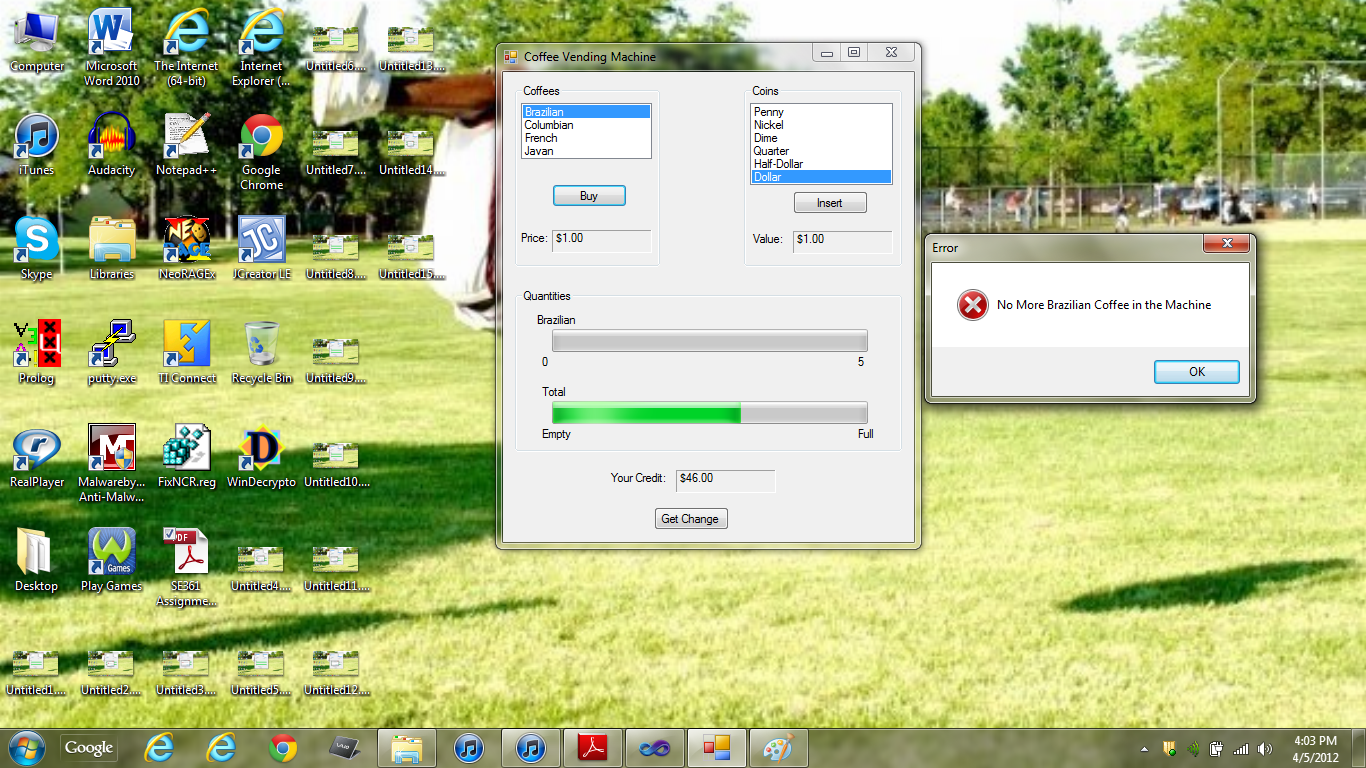 Computer
Microsoft
Word 2010
The Internet
(64-bit)
Internet
Explorer (...
Untitled6....
Untitled13....
iTunes
Audacity
Notepad++
Google
Chrome
Untitled7....
Untitled14....
Skype
Libraries
NeoRAGEx
JCreator LE
Untitled8....
Untitled15....
Prolog
putty.exe
TI Connect
Recycle Bin
Untitled9....
RealPlayer
Malwareby...
Anti-Malw...
FixNCR.reg
WinDecrypto
Untitled10....
Desktop
Play Games
SE361
Assignme...
Untitled4....
Untitled11....
Untitled1....
Untitled2....
Untitled3....
Untitled5....
Untitled12....
Coffee Vending Machine
Coffees
Brazilian
Columbian
French
Javan
Buy
Price: $1.00
Coins
Penny
Nickel
Dime
Quarter
Half-Dollar
Dollar
Insert
Value: $1.00
Quantities
Brazilian
0 5
Total
Empty Full
Your Credit: $46.00
Get Change
Error
No More Brazilian Coffee in the Machine
OK
Google
4:03 PM
4/5/2012